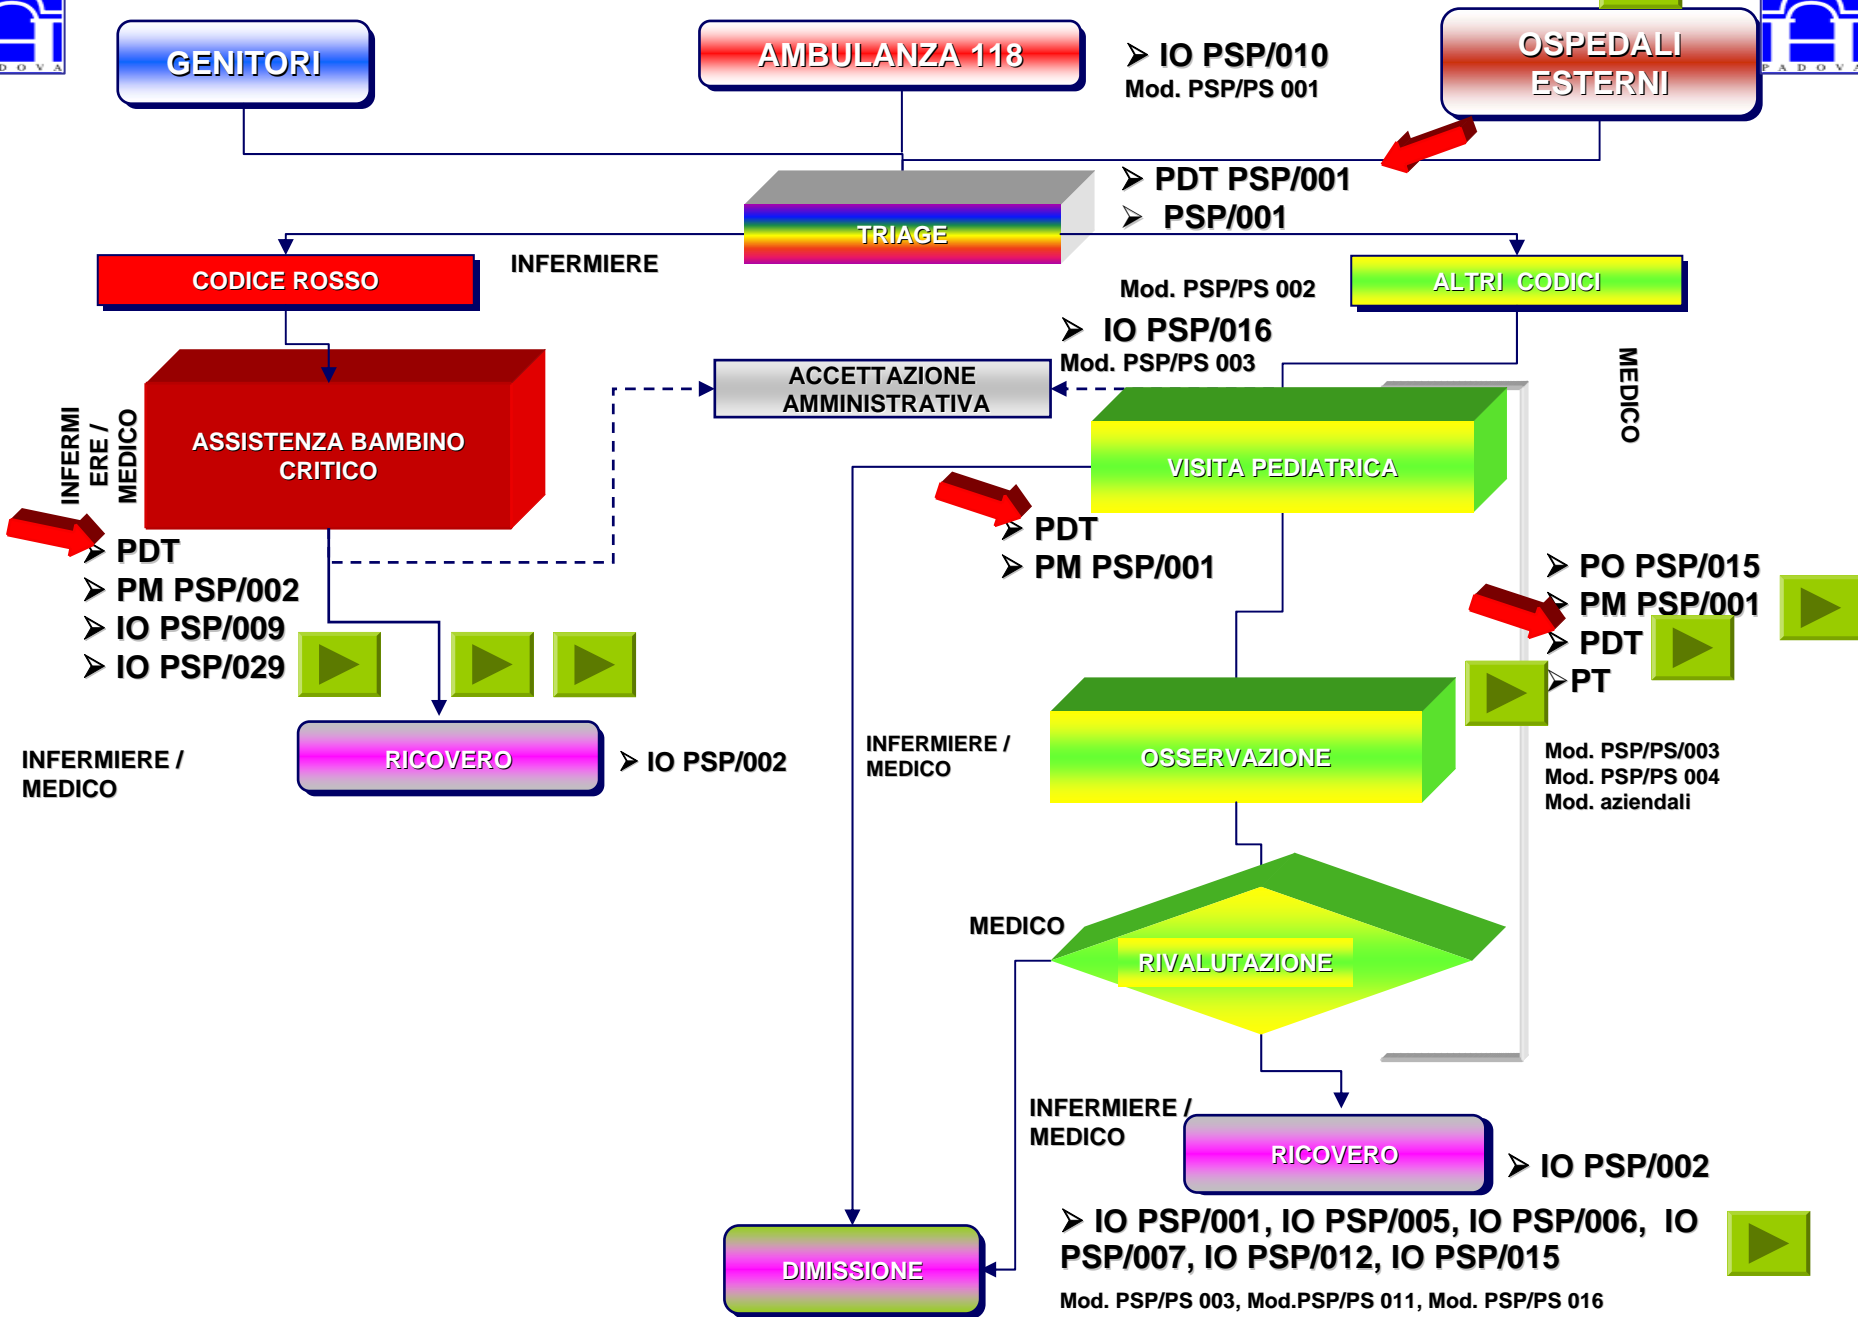 GENITORI
AMBULANZA 118
➢ IO PSP/010
Mod. PSP/PS 001
OSPEDALI
ESTERNI
PADOVA
➢ PDT PSP/001
➢ PSP/001
TRIAGE
CODICE ROSSO
INFERMIERE
Mod. PSP/PS 002
ALTRI CODICI
➢ IO PSP/016
Mod. PSP/PS 003
ACCETTAZIONE
AMMINISTRATIVA
MEDICO
INFERMI
ERE /
MEDICO
ASSISTENZA BAMBINO
CRITICO
VISITA PEDIATRICA
➢ PDT
➢ PM PSP/002
➢ IO PSP/009
➢ IO PSP/029
➢ PDT
➢ PM PSP/001
➢ PO PSP/015
➢ PM PSP/001
➢ PDT
➢PT
INFERMIERE /
MEDICO
RICOVERO
➢ IO PSP/002
INFERMIERE /
MEDICO
OSSERVAZIONE
Mod. PSP/PS/003
Mod. PSP/PS 004
Mod. aziendali
MEDICO
RIVALUTAZIONE
INFERMIERE /
MEDICO
RICOVERO
➢ IO PSP/002
DIMISSIONE
➢ IO PSP/001, IO PSP/005, IO PSP/006, IO
PSP/007, IO PSP/012, IO PSP/015
Mod. PSP/PS 003, Mod.PSP/PS 011, Mod. PSP/PS 016